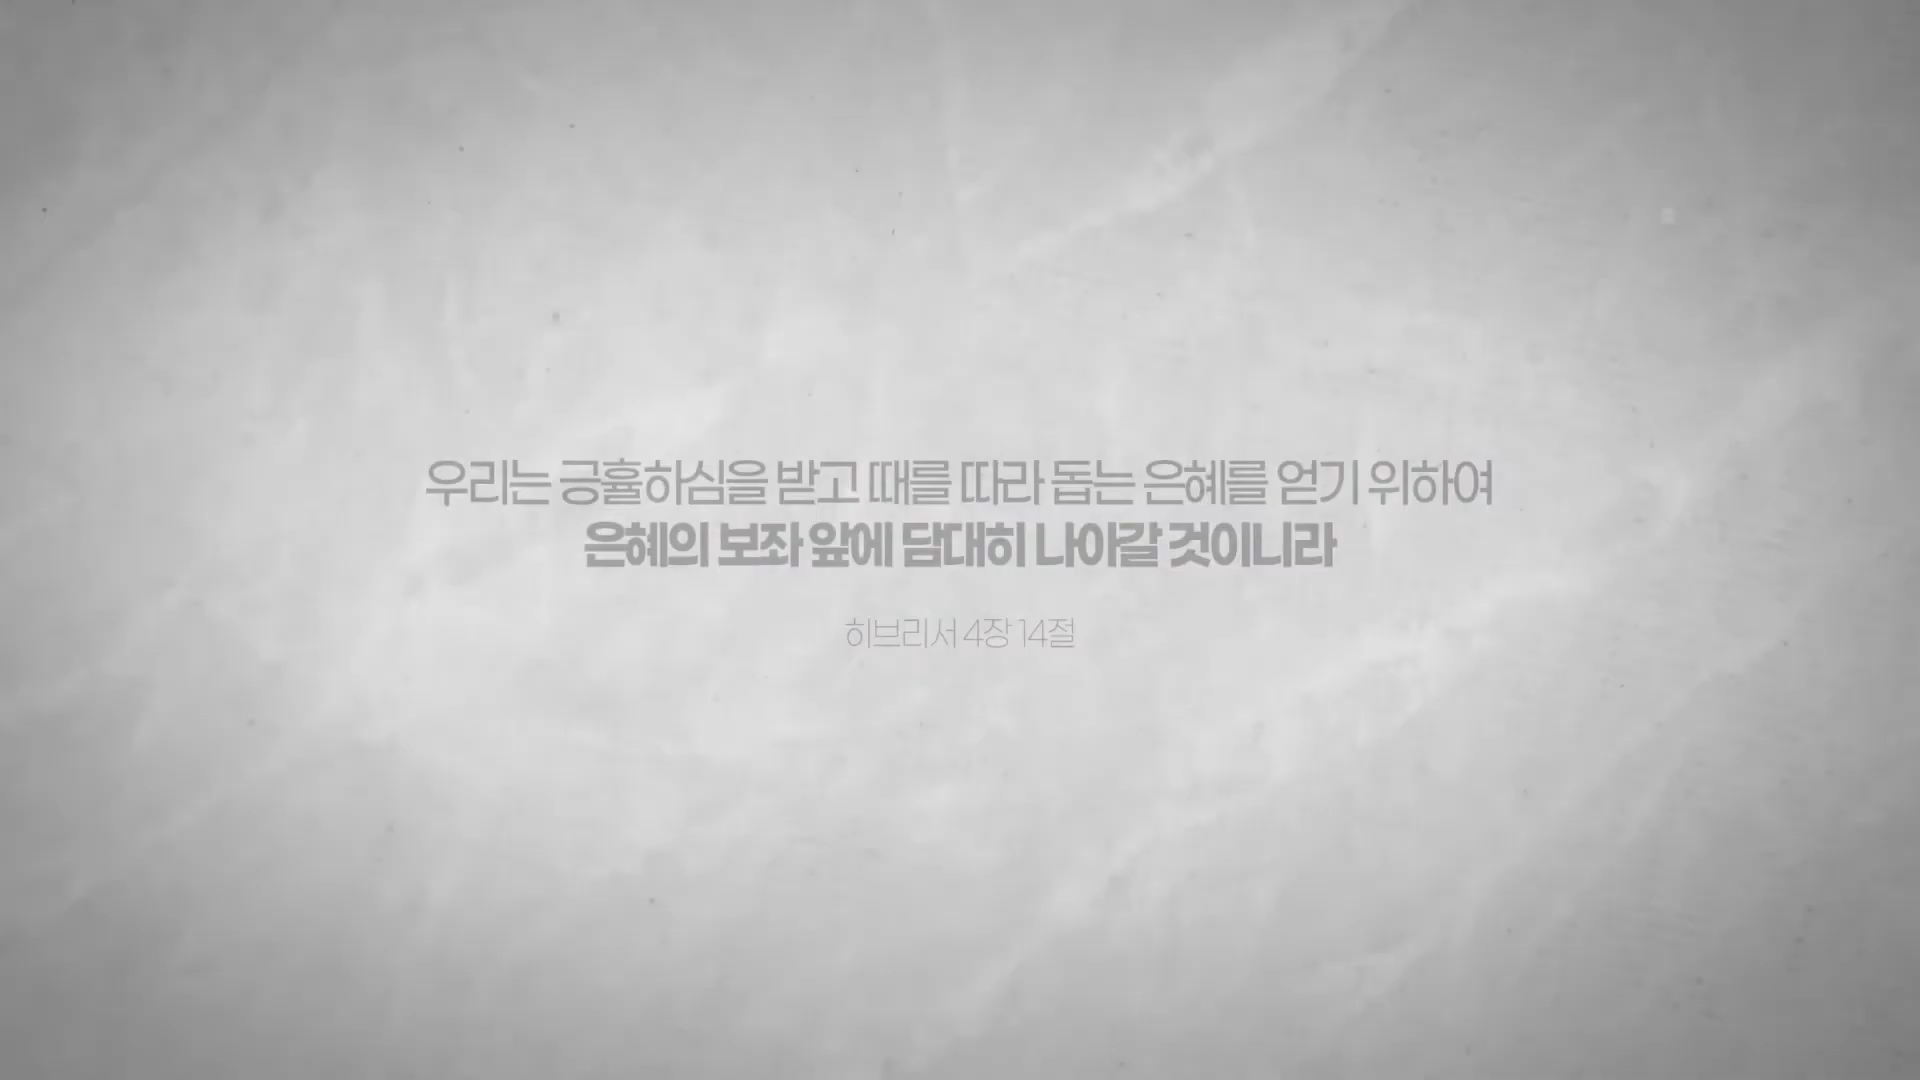 우리는 긍휼하심을 받고 때를 따라 돕는 은혜를 얻기 위하여
은혜의 보좌 앞에 담대히 나아갈 것이니라
히브리서 4장 14절